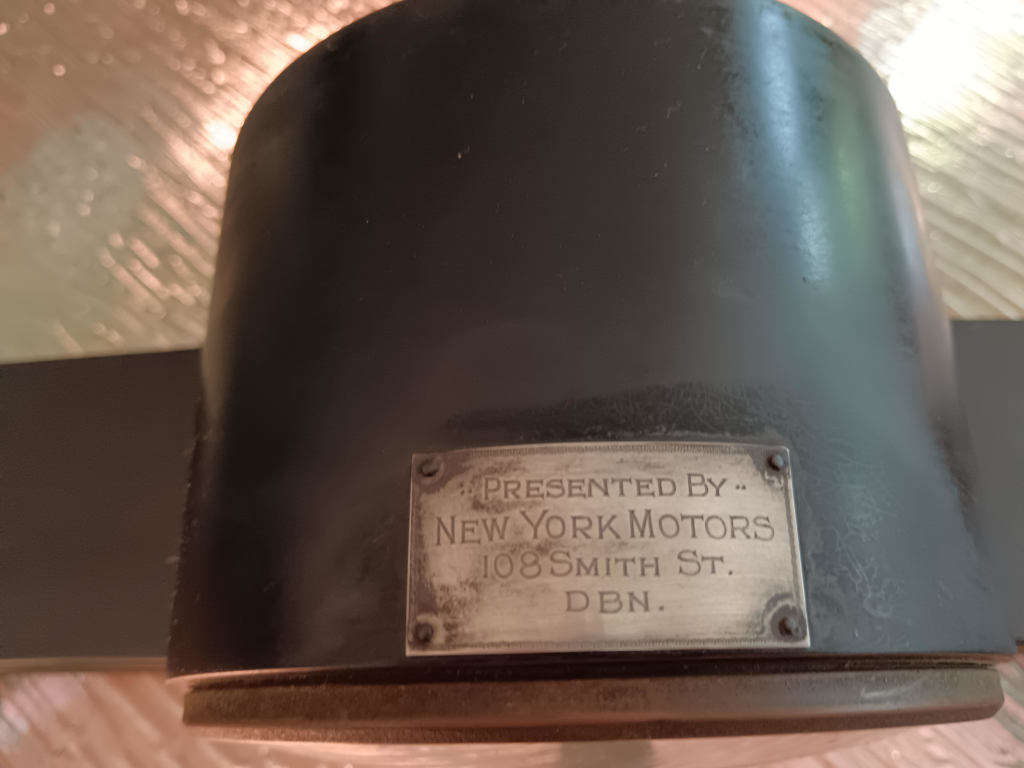 PRESENTED BY ..
NEW YORK MOTORS
108 SMITH ST.
DBN.